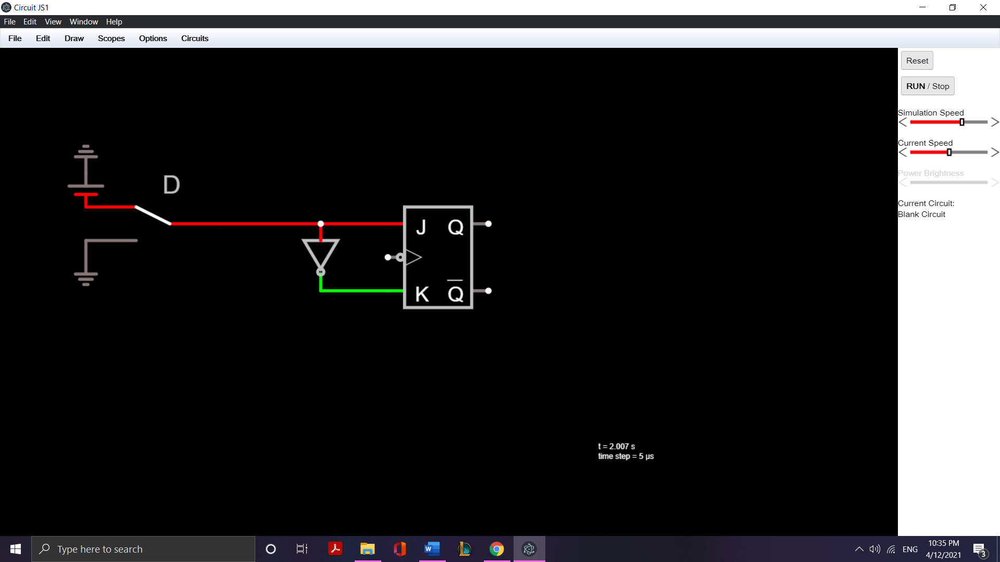 Circuit JS1
File Edit View Window Help
File Edit Draw Scopes Options Circuits
Reset
RUN / Stop
Simulation Speed
Current Speed
Power Brightness
Current Circuit:
Blank Circuit
D
J Q
K Q
t = 2.007 s
time step = 5 µs
Type here to search
W
ENG
10:35 PM
4/12/2021
3